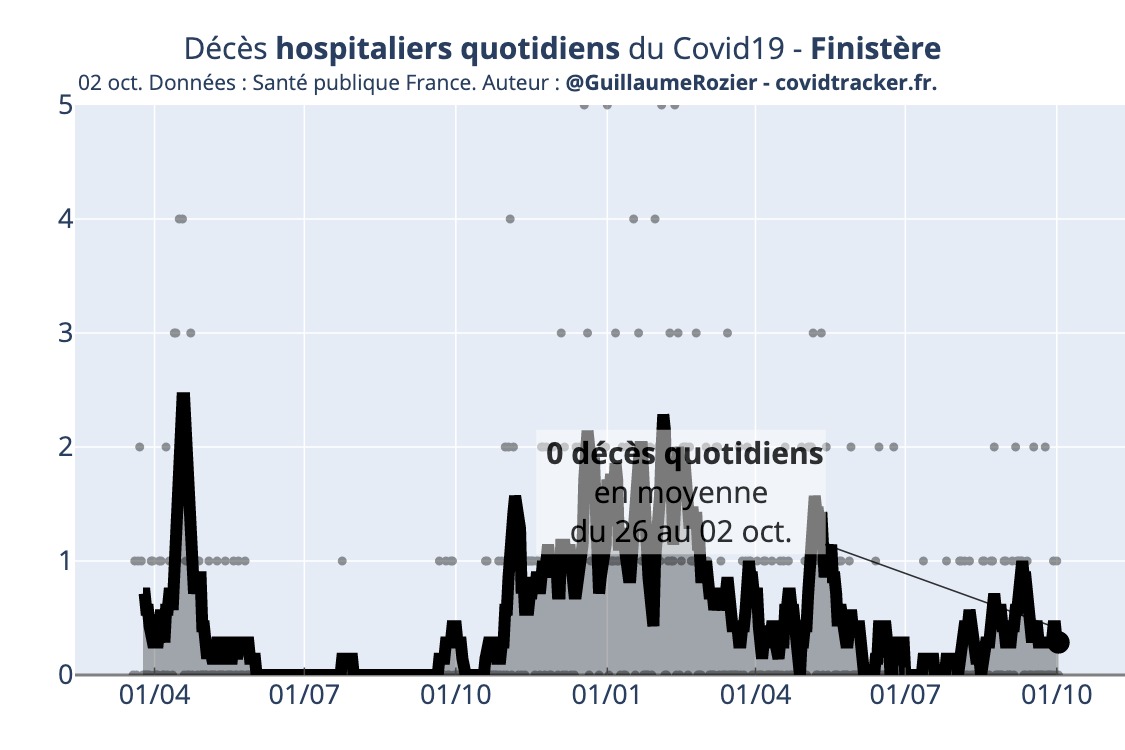 Décès hospitaliers quotidiens du Covid19 - Finistère
02 oct. Données : Santé publique France. Auteur : @GuillaumeRozier - covidtracker.fr.
5
4
3
2
1
0
0 décès quotidiens
en moyenne
du 26 au 02 oct.
01/04 01/07 01/10 01/01 01/04 01/07 01/10